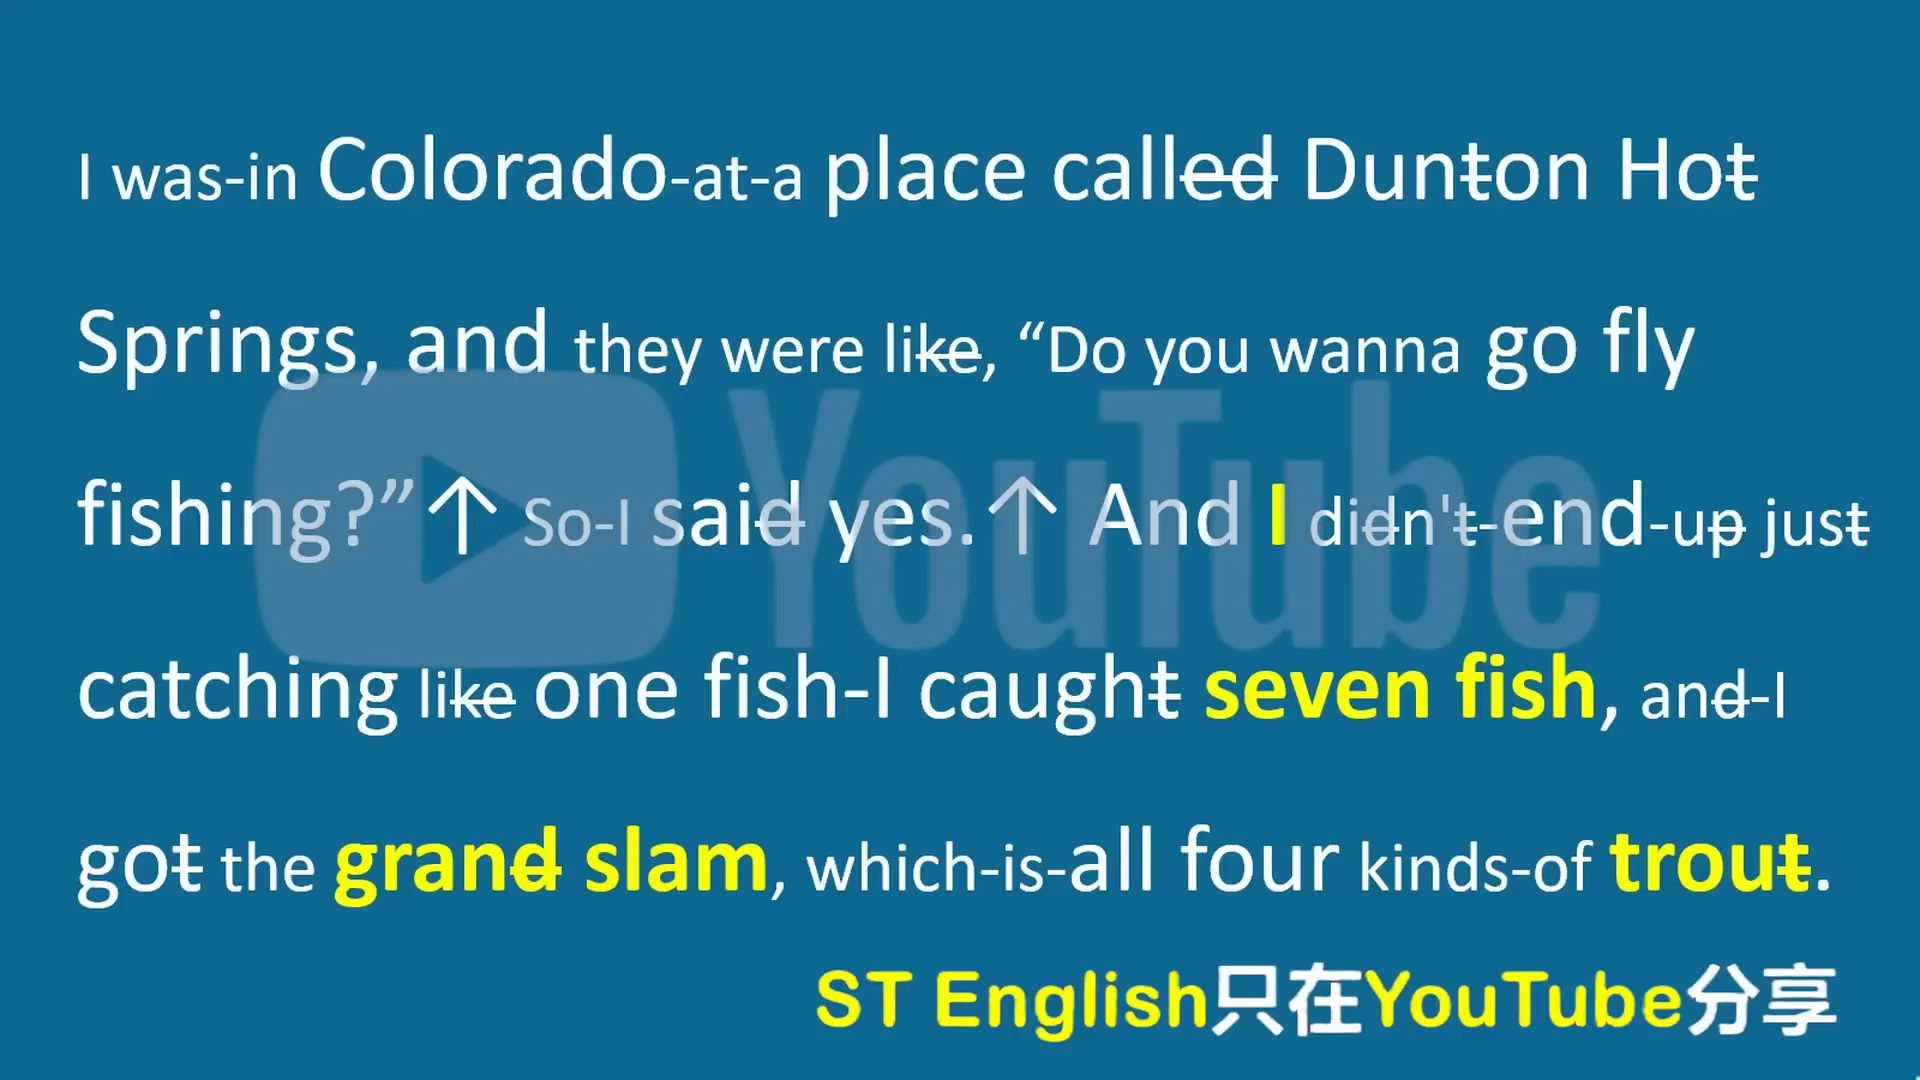 I was-in Colorado-at-a place called Dunton Hot
Springs, and they were like, “Do you wanna go fly
fishing?”↑ So-I said yes.↑ And I didn't-end-up just
catching like one fish-I caught seven fish, and-I
got the grand slam, which-is-all four kinds-of trout.
YouTube
ST English只在YouTube分享